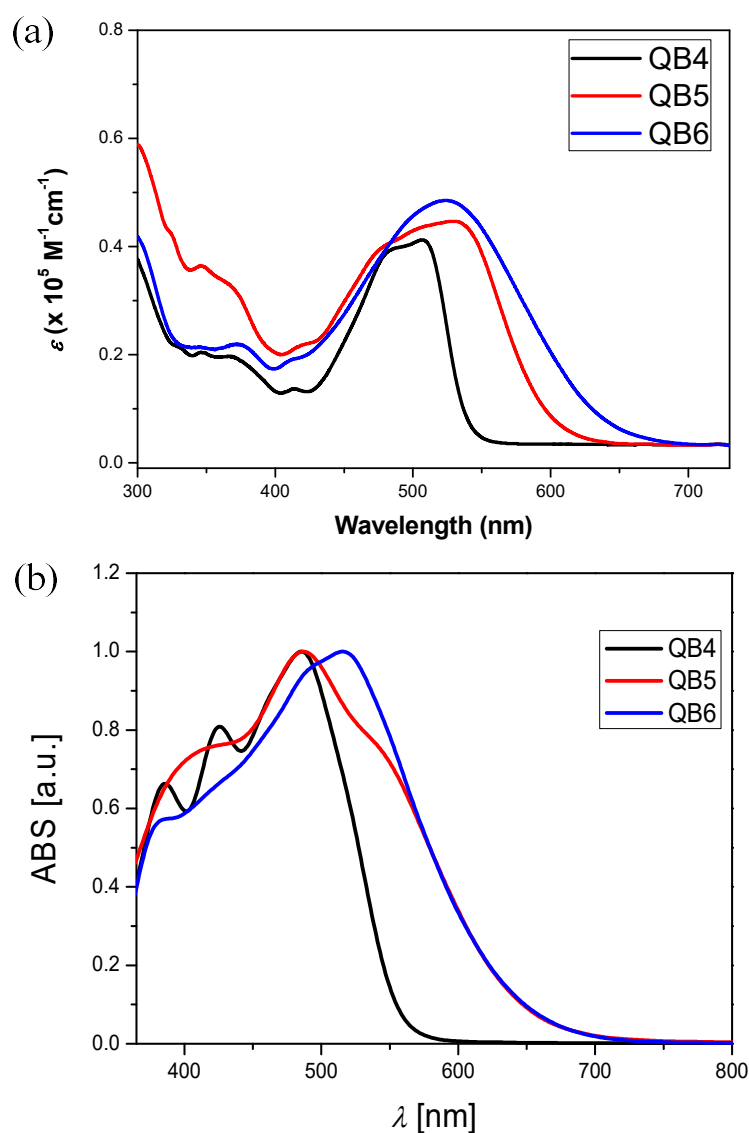 (a)
0.8
0.6
0.4
0.2
0.0
ε (x 10⁵ M⁻¹cm⁻¹)
QB4
QB5
QB6
300 400 500 600 700
Wavelength (nm)
(b)
1.2
1.0
0.8
0.6
0.4
0.2
0.0
ABS [a.u.]
QB4
QB5
QB6
400 500 600 700 800
λ [nm]